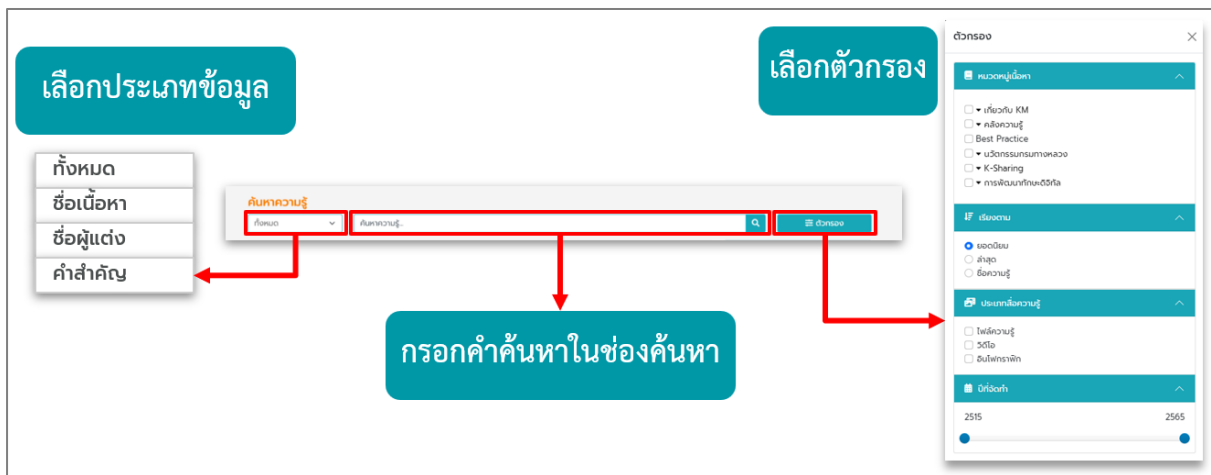 เลือกประเภทข้อมูล
ทั้งหมด
ชื่อเนื้อหา
ชื่อผู้แต่ง
คำสำคัญ
ค้นหาความรู้
ทั้งหมด
ค้นหาความรู้..
ตัวกรอง
กรอกคำค้นหาในช่องค้นหา
เลือกตัวกรอง
ตัวกรอง
หมวดหมู่เนื้อหา
เกี่ยวกับ KM
คลังความรู้
Best Practice
นวัตกรรมกรมทางหลวง
K-Sharing
การพัฒนาทักษะดิจิทัล
เรียงตาม
ยอดนิยม
ล่าสุด
ชื่อความรู้
ประเภทสื่อความรู้
ไฟล์ความรู้
วิดีโอ
อินโฟกราฟิก
ปีที่จัดทำ
2515 2565